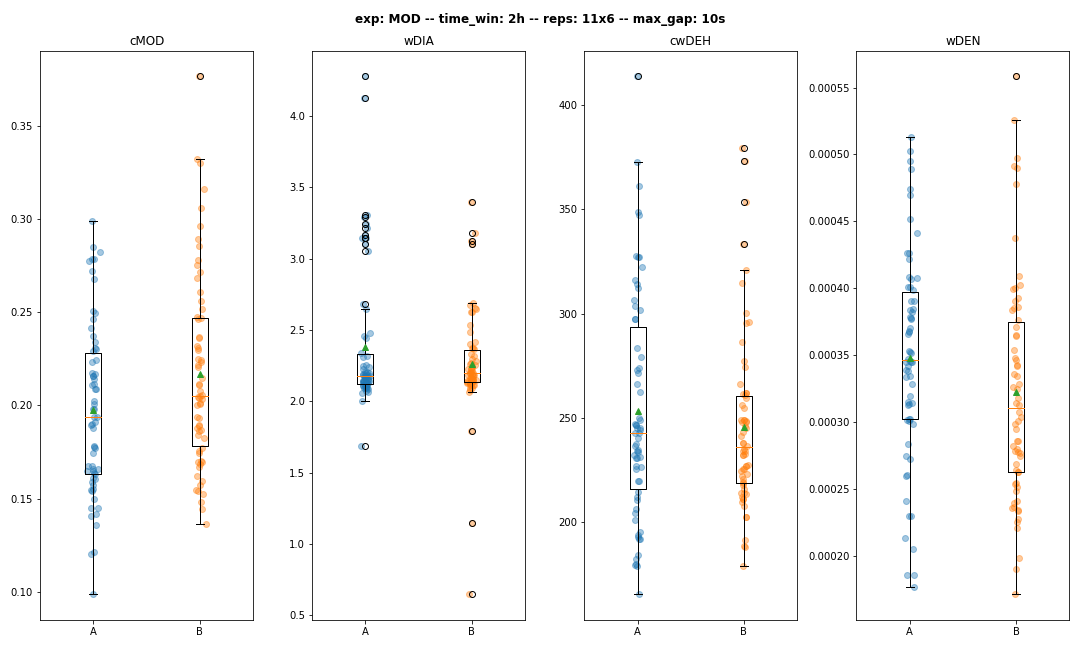 exp: MOD -- time_win: 2h -- reps: 11x6 -- max_gap: 10s
cMOD
wDIA
cwDEH
wDEN
0.35
0.30
0.25
0.20
0.15
0.10
A
B
4.0
3.5
3.0
2.5
2.0
1.5
1.0
0.5
A
B
400
350
300
250
200
A
B
0.00055
0.00050
0.00045
0.00040
0.00035
0.00030
0.00025
0.00020
A
B